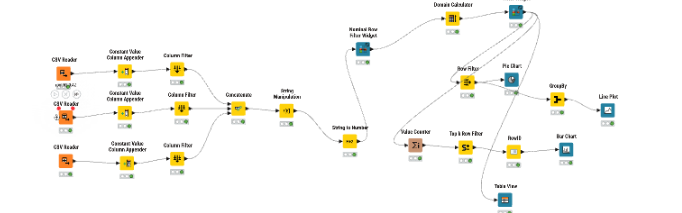 CSV Reader
Constant Value
Column Appender
Column Filter
CSV Reader
Constant Value
Column Appender
Column Filter
CSV Reader
Constant Value
Column Appender
Column Filter
Concatenate
String
Manipulation
String to Number
Nominal Row
Filter Widget
Domain Calculator
Row Filter
Pie Chart
GroupBy
Line Plot
Value Counter
Top k Row Filter
RowID
Bar Chart
Table View